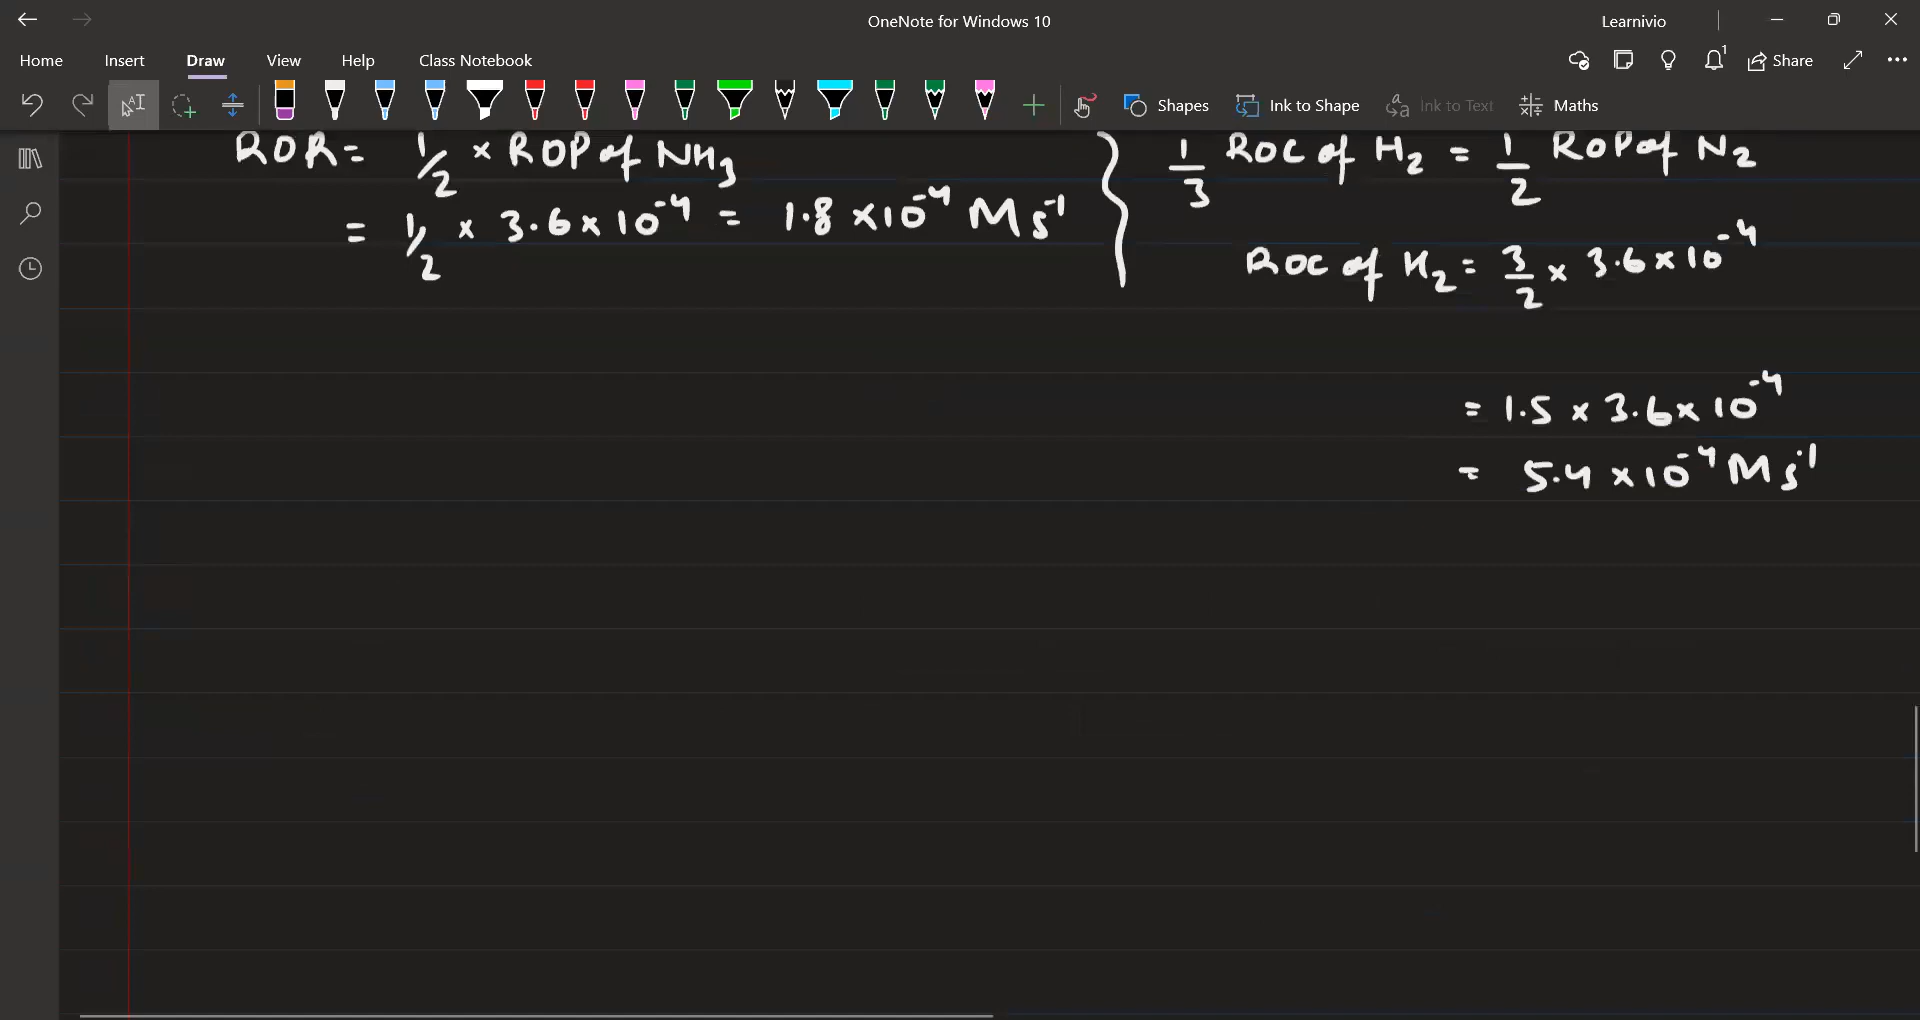 OneNote for Windows 10
Learnivio
Home Insert Draw View Help Class Notebook
1 Share
Shapes Ink to Shape Ink to Text Maths
ROR = 1/2 × ROP of NH3
= 1/2 × 3.6 × 10^-4 = 1.8 × 10^-4 M s^-1
1/3 ROC of H2 = 1/2 ROP of N2
ROC of H2 = 3/2 × 3.6 × 10^-4
= 1.5 × 3.6 × 10^-4
= 5.4 × 10^-4 M s^-1